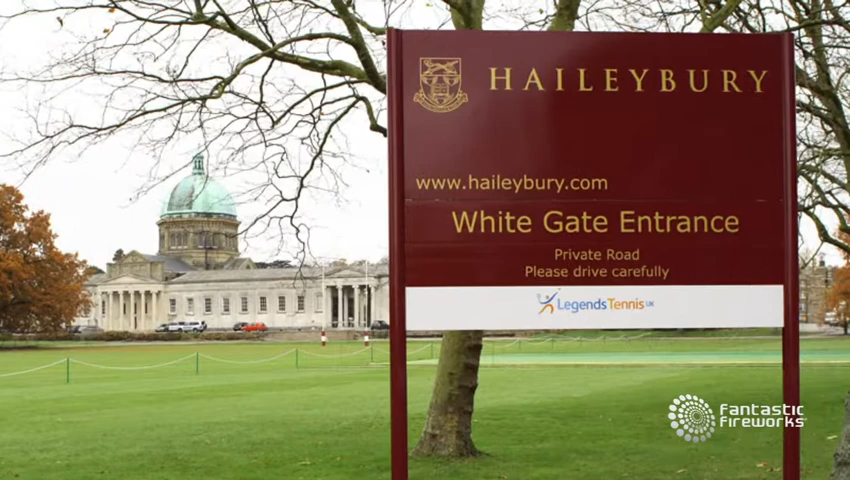 HAILEYBURY
www.haileybury.com
White Gate Entrance
Private Road
Please drive carefully
LegendsTennis UK
fantastic
fireworks